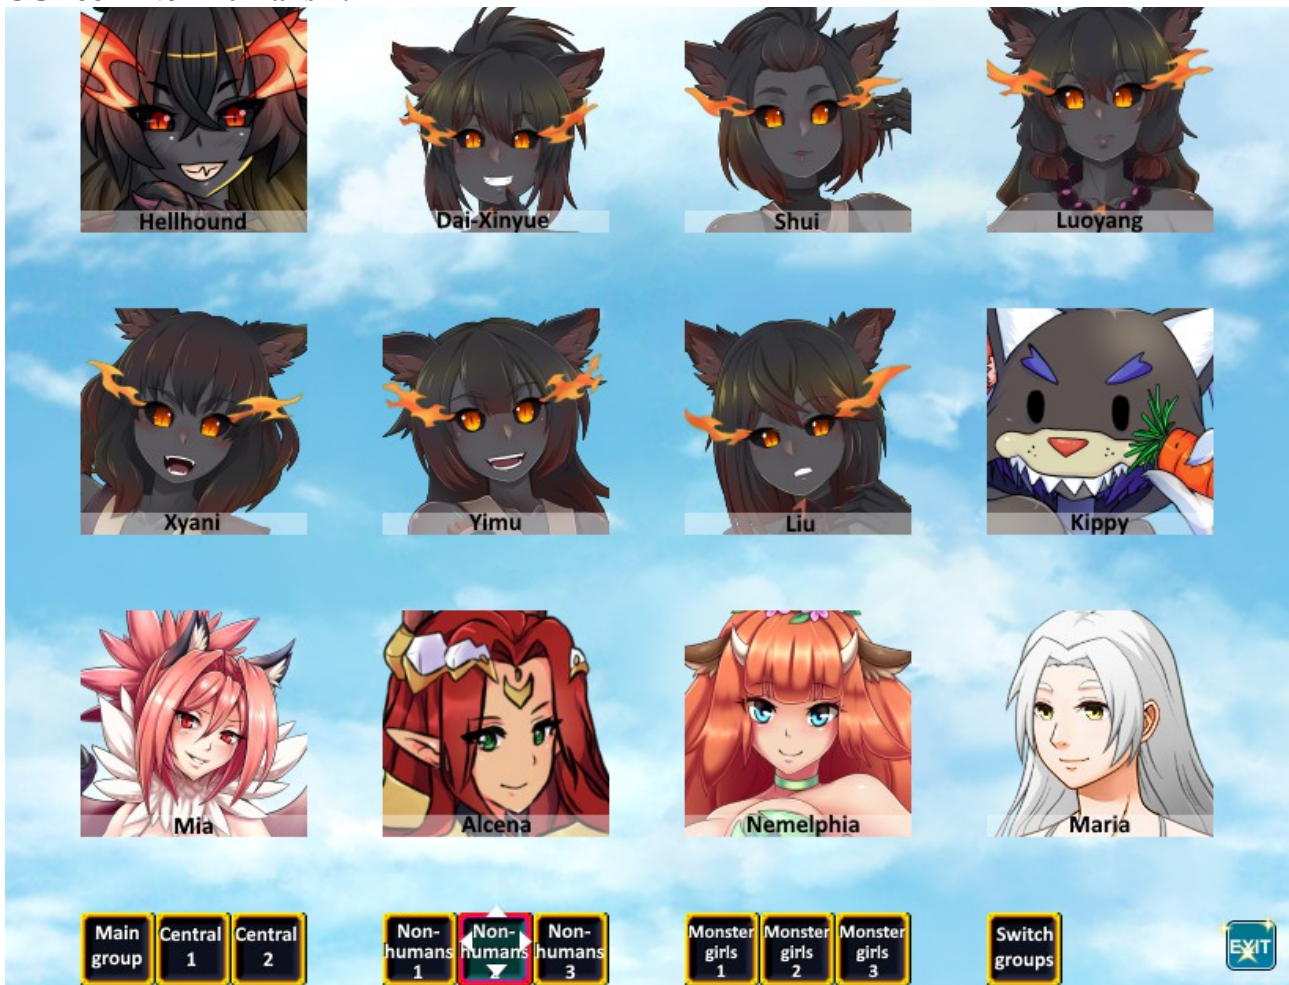 Hellhound
Dai-Xinyue
Shui
Luoyang
Xyani
Yimu
Liu
Kippy
Mia
Alcena
Nemelphia
Maria
Main
group
Central
1
Central
2
Non-
humans
1
Non-
humans
Non-
humans
3
Monster
girls
1
Monster
girls
2
Monster
girls
3
Switch
groups
EXIT